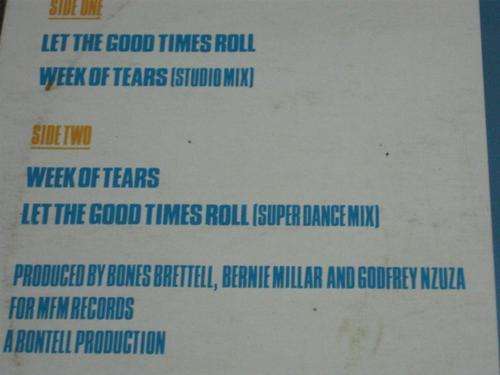 SIDE ONE
LET THE GOOD TIMES ROLL
WEEK OF TEARS (STUDIO MIX)
SIDE TWO
WEEK OF TEARS
LET THE GOOD TIMES ROLL (SUPER DANCE MIX)
PRODUCED BY BONES BRETTELL, BERNIE MILLAR AND GODFREY NZUZA
FOR MFM RECORDS
A BONTELL PRODUCTION